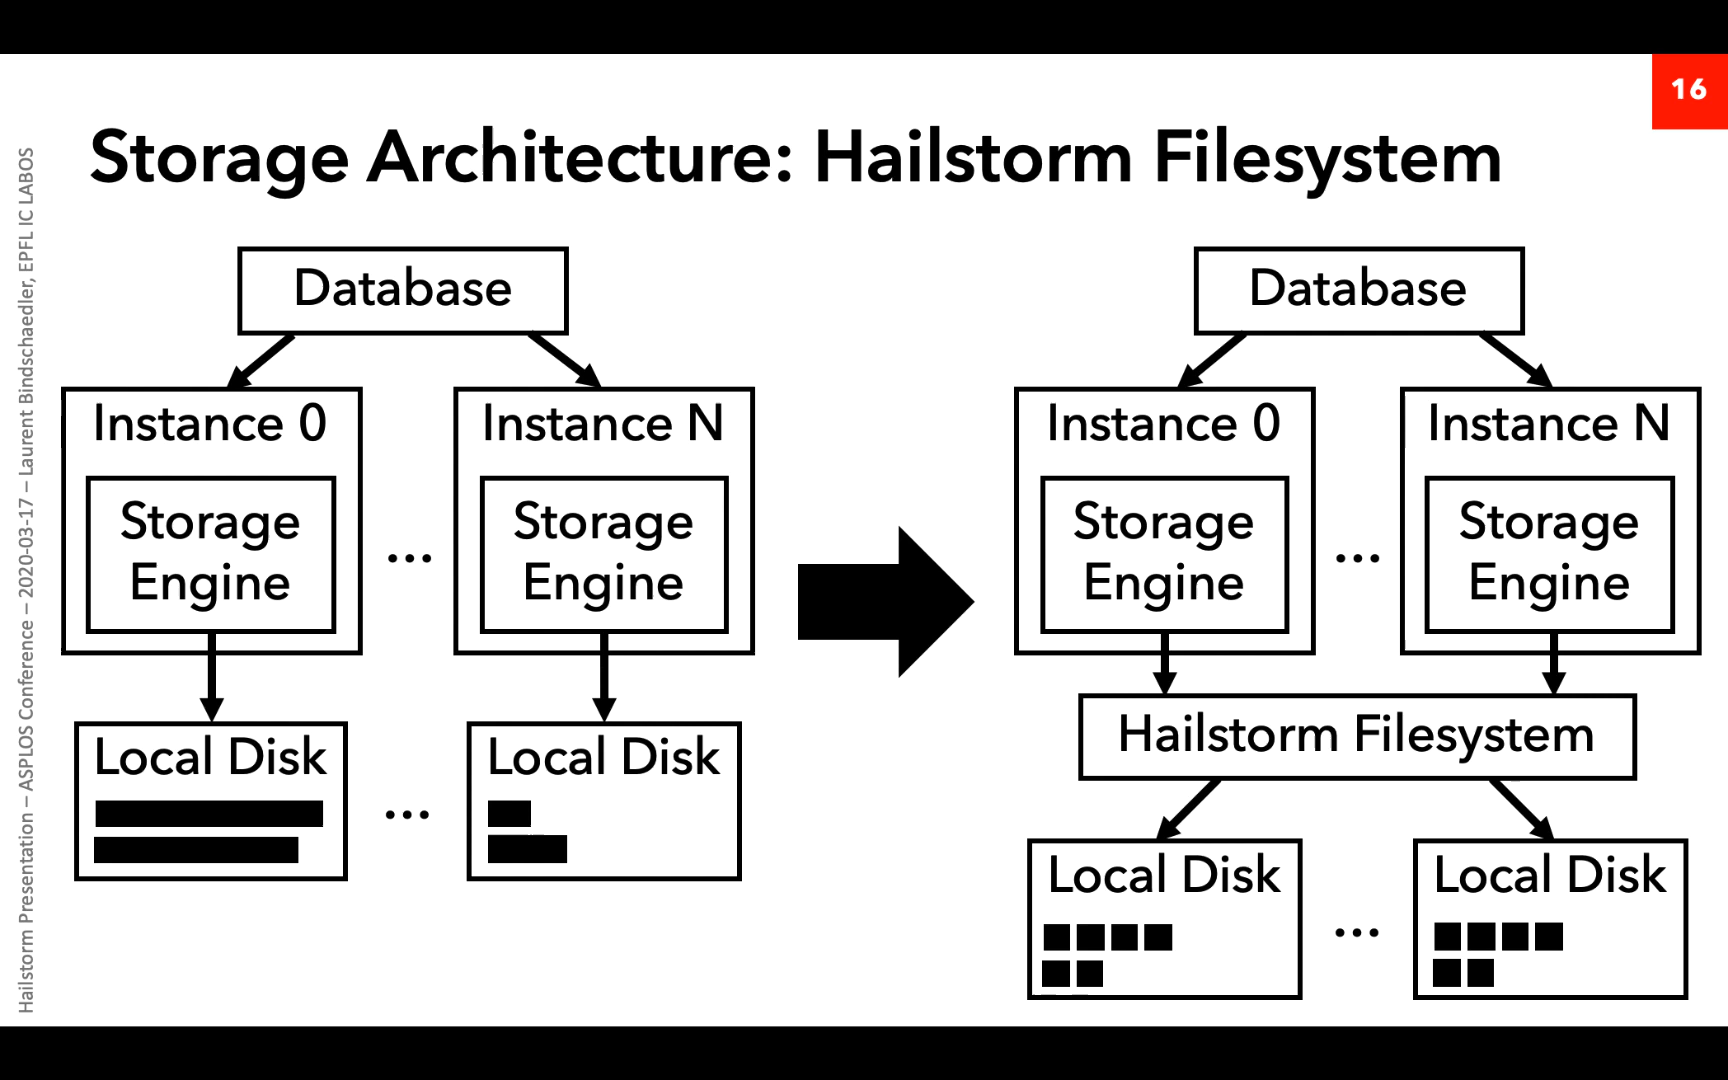 16
Storage Architecture: Hailstorm Filesystem
Hailstorm Presentation – ASPLOS Conference – 2020-03-17 – Laurent Bindschaedler, EPFL IC LABOS
Database
Instance 0
Storage
Engine
...
Instance N
Storage
Engine
Local Disk
...
Local Disk
Database
Instance 0
Storage
Engine
...
Instance N
Storage
Engine
Hailstorm Filesystem
Local Disk
...
Local Disk